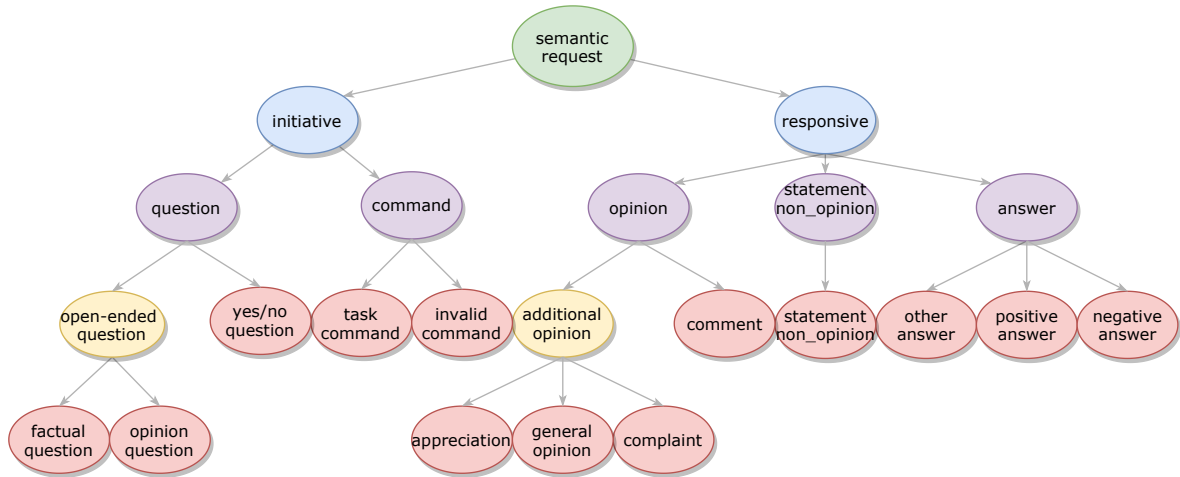 semantic
request
initiative
responsive
question
command
opinion
statement
non_opinion
answer
open-ended
question
yes/no
question
task
command
invalid
command
additional
opinion
comment
statement
non_opinion
other
answer
positive
answer
negative
answer
factual
question
opinion
question
appreciation
general
opinion
complaint